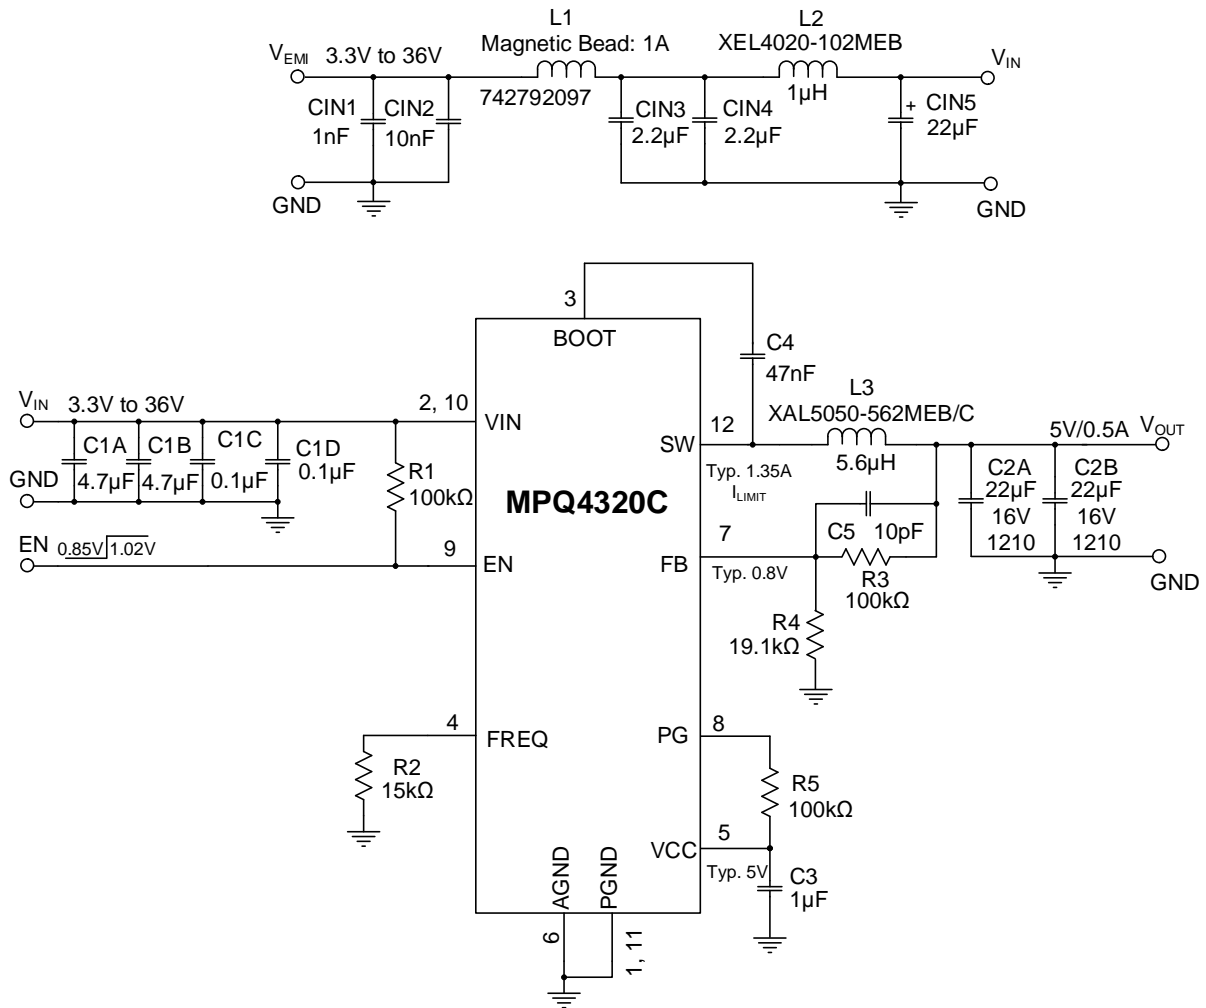 L1
Magnetic Bead: 1A
742792097
L2
XEL4020-102MEB
1µH
VEMI
3.3V to 36V
VIN
CIN1
1nF
CIN2
10nF
CIN3
2.2µF
CIN4
2.2µF
+
CIN5
22µF
GND
GND
3
BOOT
C4
47nF
VIN
3.3V to 36V
2, 10
VIN
C1A
4.7µF
C1B
4.7µF
C1C
0.1µF
C1D
0.1µF
GND
R1
100kΩ
EN
0.85V
1.02V
9
EN
MPQ4320C
12
SW
Typ. 1.35A
ILIMIT
L3
XAL5050-562MEB/C
5.6µH
5V/0.5A
VOUT
C2A
22µF
16V
1210
C2B
22µF
16V
1210
GND
7
FB
Typ. 0.8V
C5
10pF
R3
100kΩ
R4
19.1kΩ
4
FREQ
R2
15kΩ
8
PG
R5
100kΩ
5
VCC
Typ. 5V
C3
1µF
AGND
PGND
6
1, 11